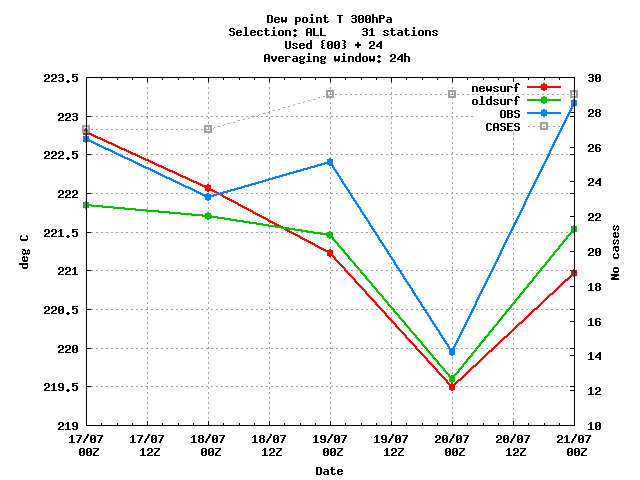 Dew point T 300hPa
Selection: ALL 31 stations
Used {00} + 24
Averaging window: 24h
223.5
223
222.5
222
221.5
221
220.5
220
219.5
219
deg C
30
28
26
24
22
20
18
16
14
12
10
No cases
newsurf
oldsurf
OBS
CASES
17/07 17/07 18/07 18/07 19/07 19/07 20/07 20/07 21/07
00Z 12Z 00Z 12Z 00Z 12Z 00Z 12Z 00Z
Date